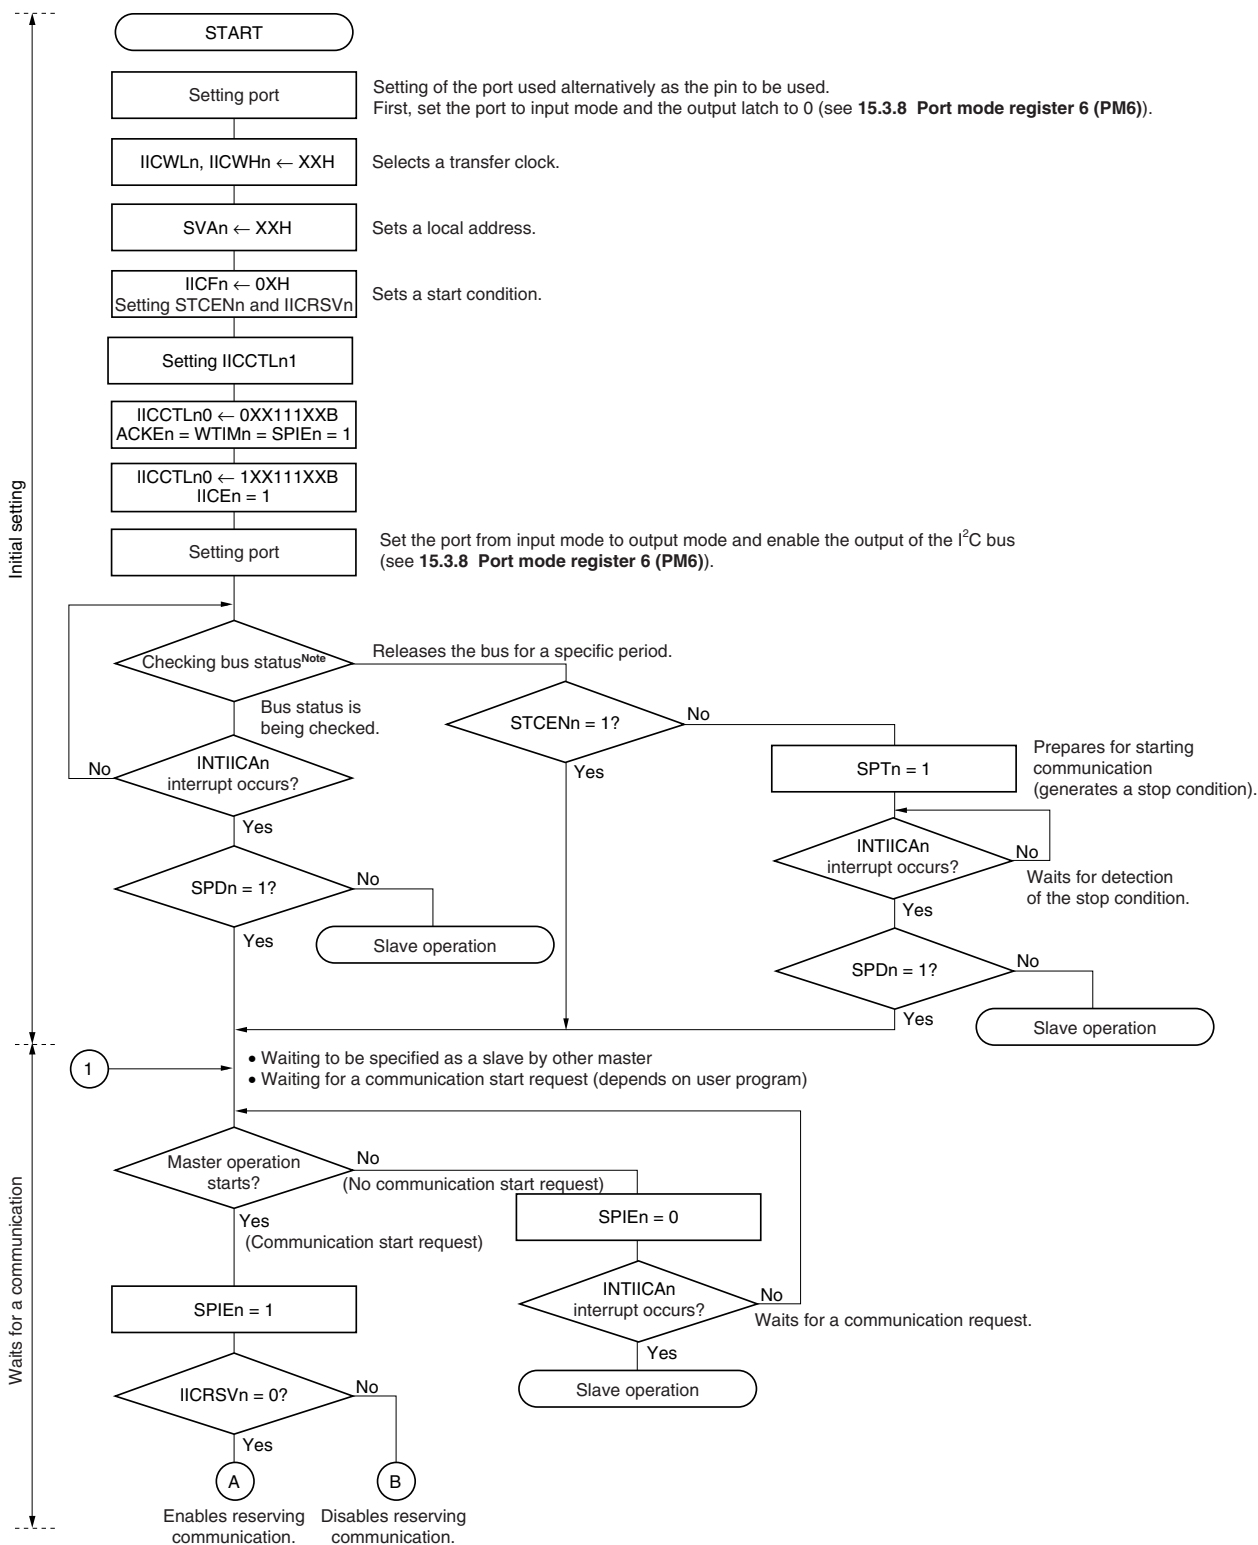 START
Setting port
Setting of the port used alternatively as the pin to be used.
First, set the port to input mode and the output latch to 0 (see 15.3.8 Port mode register 6 (PM6)).
IICWLn, IICWHn ← XXH
Selects a transfer clock.
SVAn ← XXH
Sets a local address.
IICFn ← 0XH
Setting STCENn and IICRSVn
Sets a start condition.
Setting IICCTLn1
IICCTLn0 ← 0XX111XXB
ACKEn = WTIMn = SPIEn = 1
IICCTLn0 ← 1XX111XXB
IICEn = 1
Initial setting
Setting port
Set the port from input mode to output mode and enable the output of the I²C bus
(see 15.3.8 Port mode register 6 (PM6)).
Checking bus statusNote
Releases the bus for a specific period.
Bus status is
being checked.
STCENn = 1?
No
Yes
SPTn = 1
Prepares for starting
communication
(generates a stop condition).
INTIICAn
interrupt occurs?
No
Yes
INTIICAn
interrupt occurs?
No
Waits for detection
of the stop condition.
Yes
SPDn = 1?
No
Yes
Slave operation
SPDn = 1?
No
Yes
Slave operation
1
• Waiting to be specified as a slave by other master
• Waiting for a communication start request (depends on user program)
Waits for a communication
Master operation
starts?
No
(No communication start request)
Yes
(Communication start request)
SPIEn = 0
INTIICAn
interrupt occurs?
No
Waits for a communication request.
Yes
Slave operation
SPIEn = 1
IICRSVn = 0?
No
Yes
A
B
Enables reserving
communication.
Disables reserving
communication.